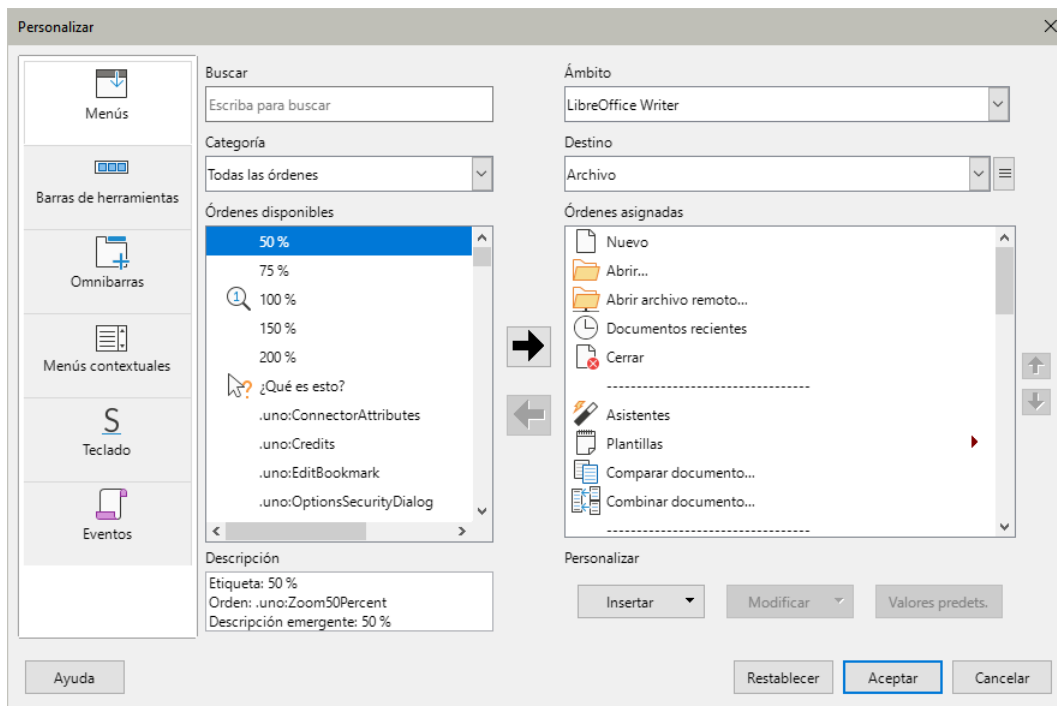 Personalizar
Menús
Barras de herramientas
Omnibarras
Menús contextuales
S
Teclado
Eventos
Buscar
Escriba para buscar
Categoría
Todas las órdenes
Órdenes disponibles
50 %
75 %
1 100 %
150 %
200 %
? ¿Qué es esto?
.uno:ConnectorAttributes
.uno:Credits
.uno:EditBookmark
.uno:OptionsSecurityDialog
Descripción
Etiqueta: 50 %
Orden: .uno:Zoom50Percent
Descripción emergente: 50 %
Ámbito
LibreOffice Writer
Destino
Archivo
Órdenes asignadas
Nuevo
Abrir...
Abrir archivo remoto...
Documentos recientes
Cerrar
----------------------------------
Asistentes
Plantillas
Comparar documento...
Combinar documento...
----------------------------------
Personalizar
Insertar
Modificar
Valores predets.
Ayuda
Restablecer
Aceptar
Cancelar